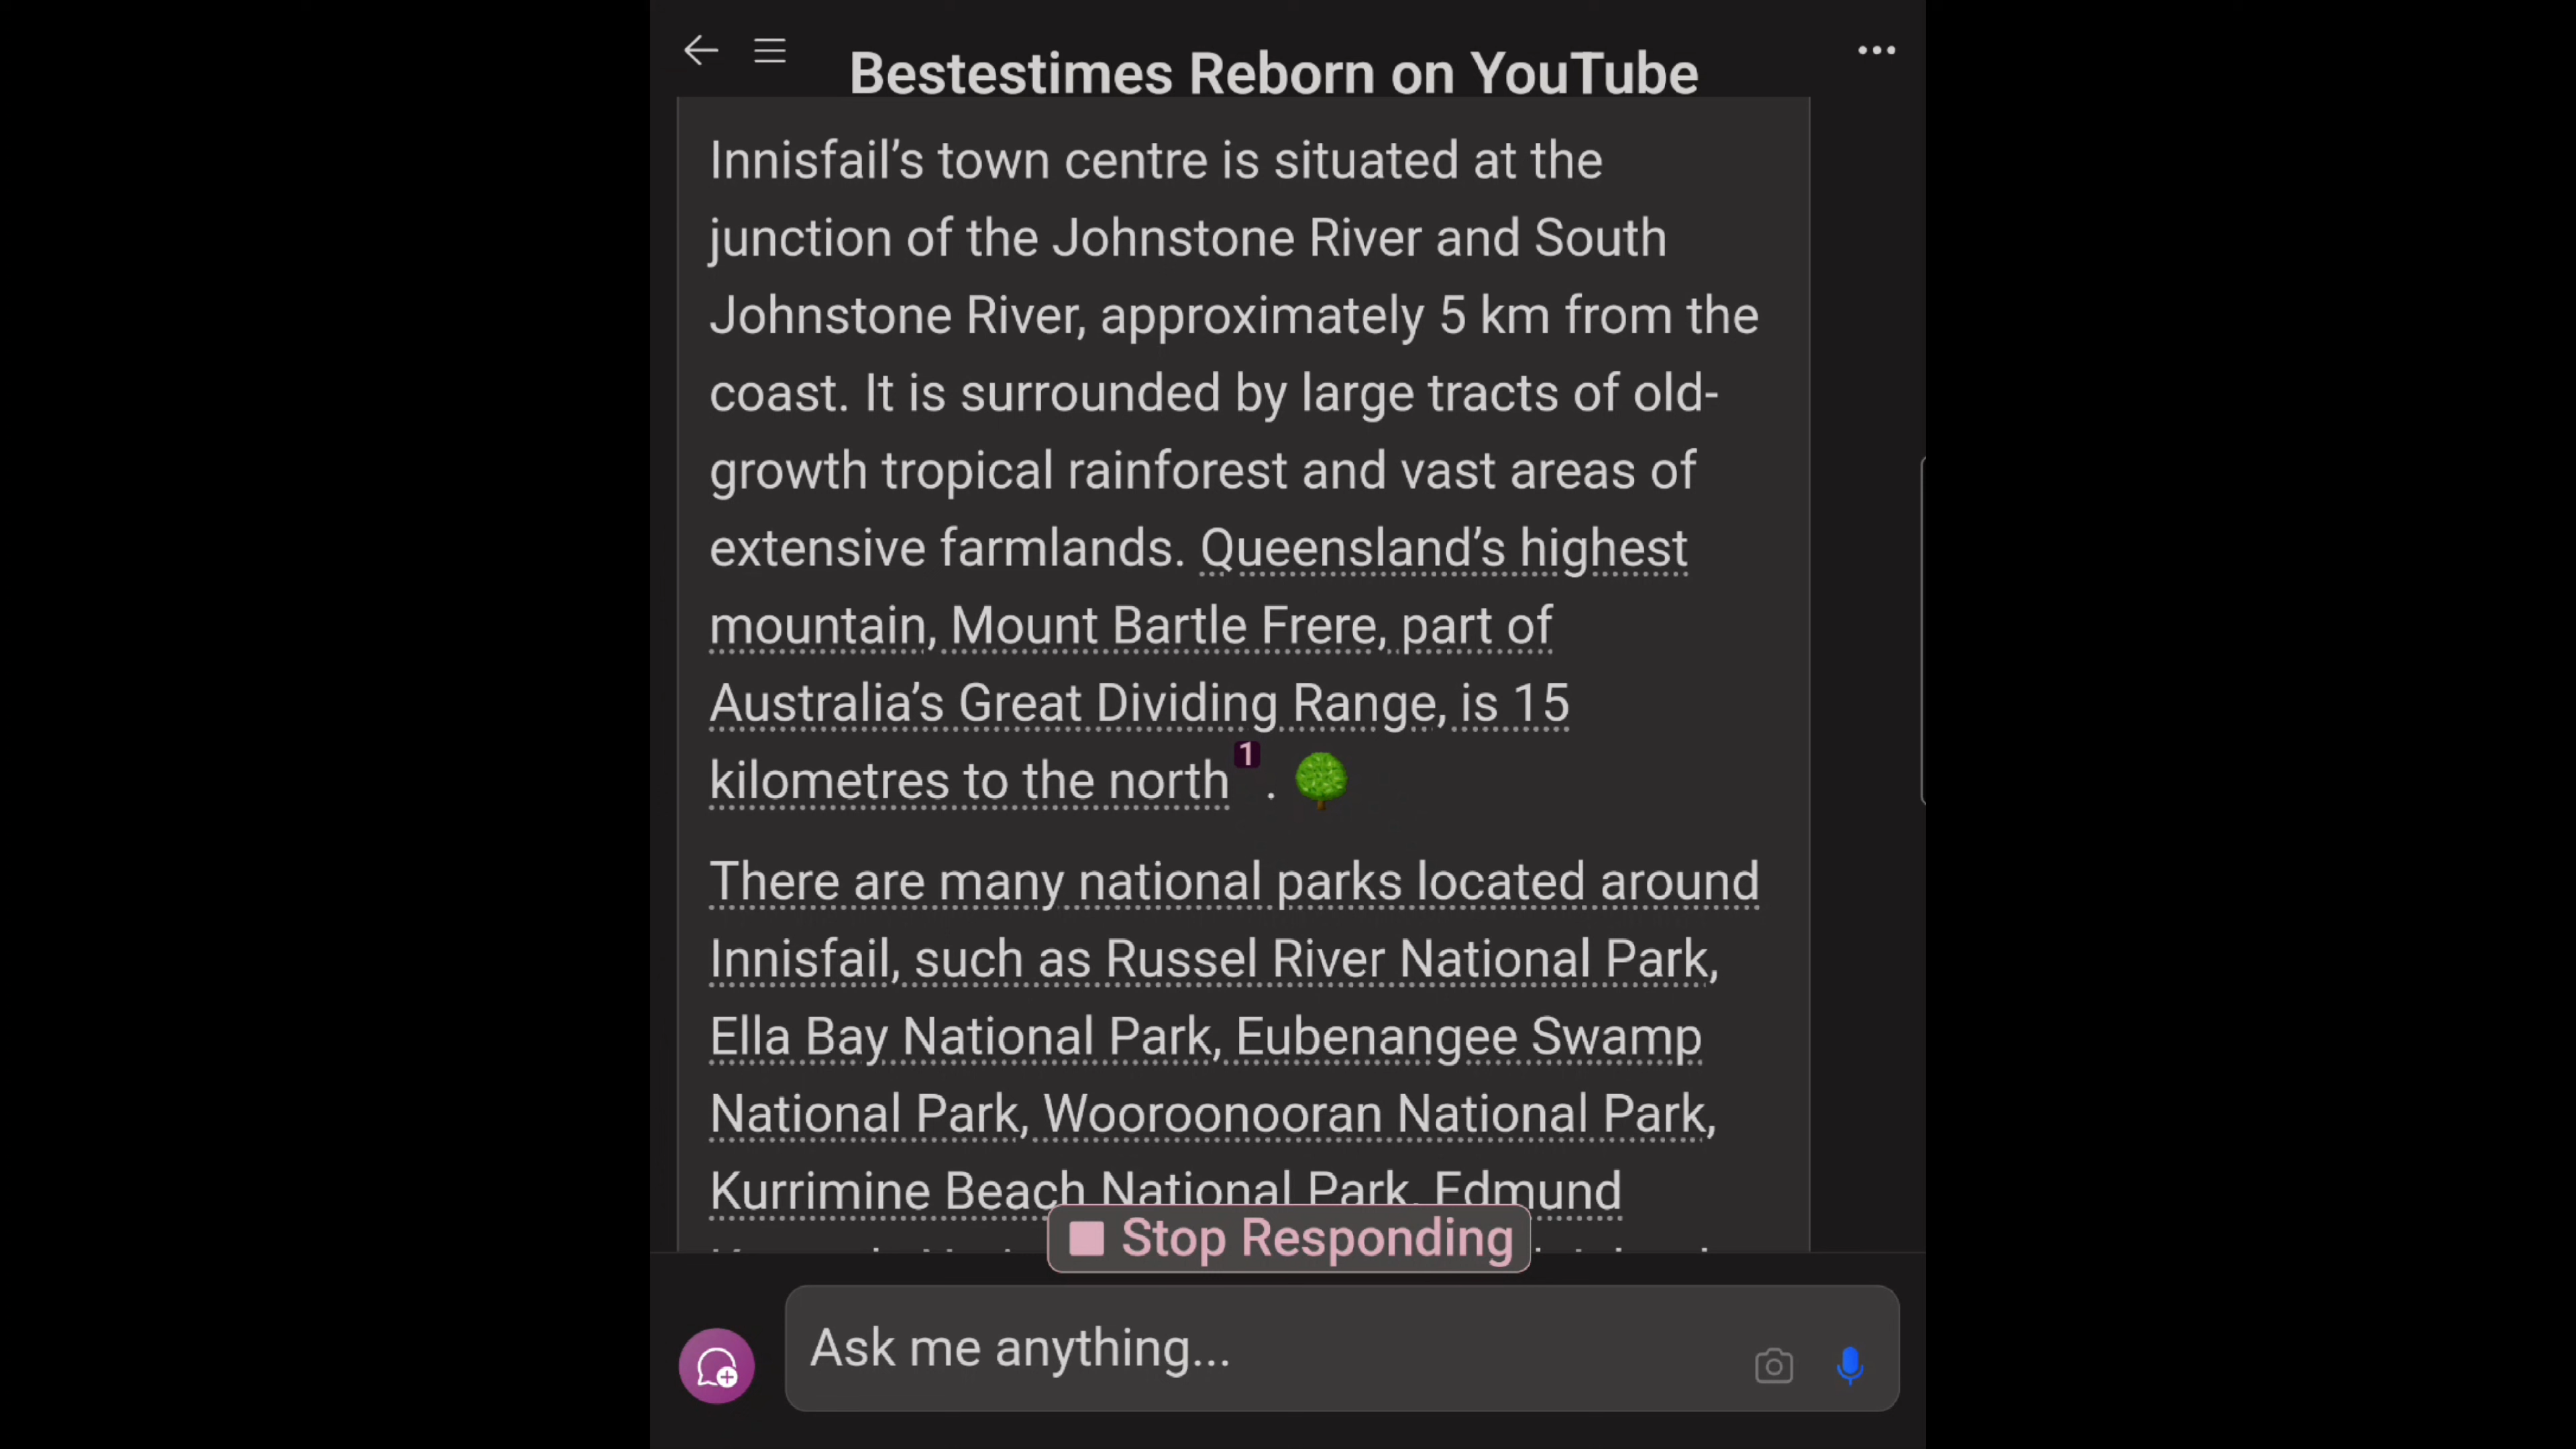 Bestestimes Reborn on YouTube
Innisfail’s town centre is situated at the
junction of the Johnstone River and South
Johnstone River, approximately 5 km from the
coast. It is surrounded by large tracts of old-
growth tropical rainforest and vast areas of
extensive farmlands. Queensland’s highest
mountain, Mount Bartle Frere, part of
Australia’s Great Dividing Range, is 15
kilometres to the north 1 .
There are many national parks located around
Innisfail, such as Russel River National Park,
Ella Bay National Park, Eubenangee Swamp
National Park, Wooroonooran National Park,
Kurrimine Beach National Park, Edmund
Stop Responding
Ask me anything...